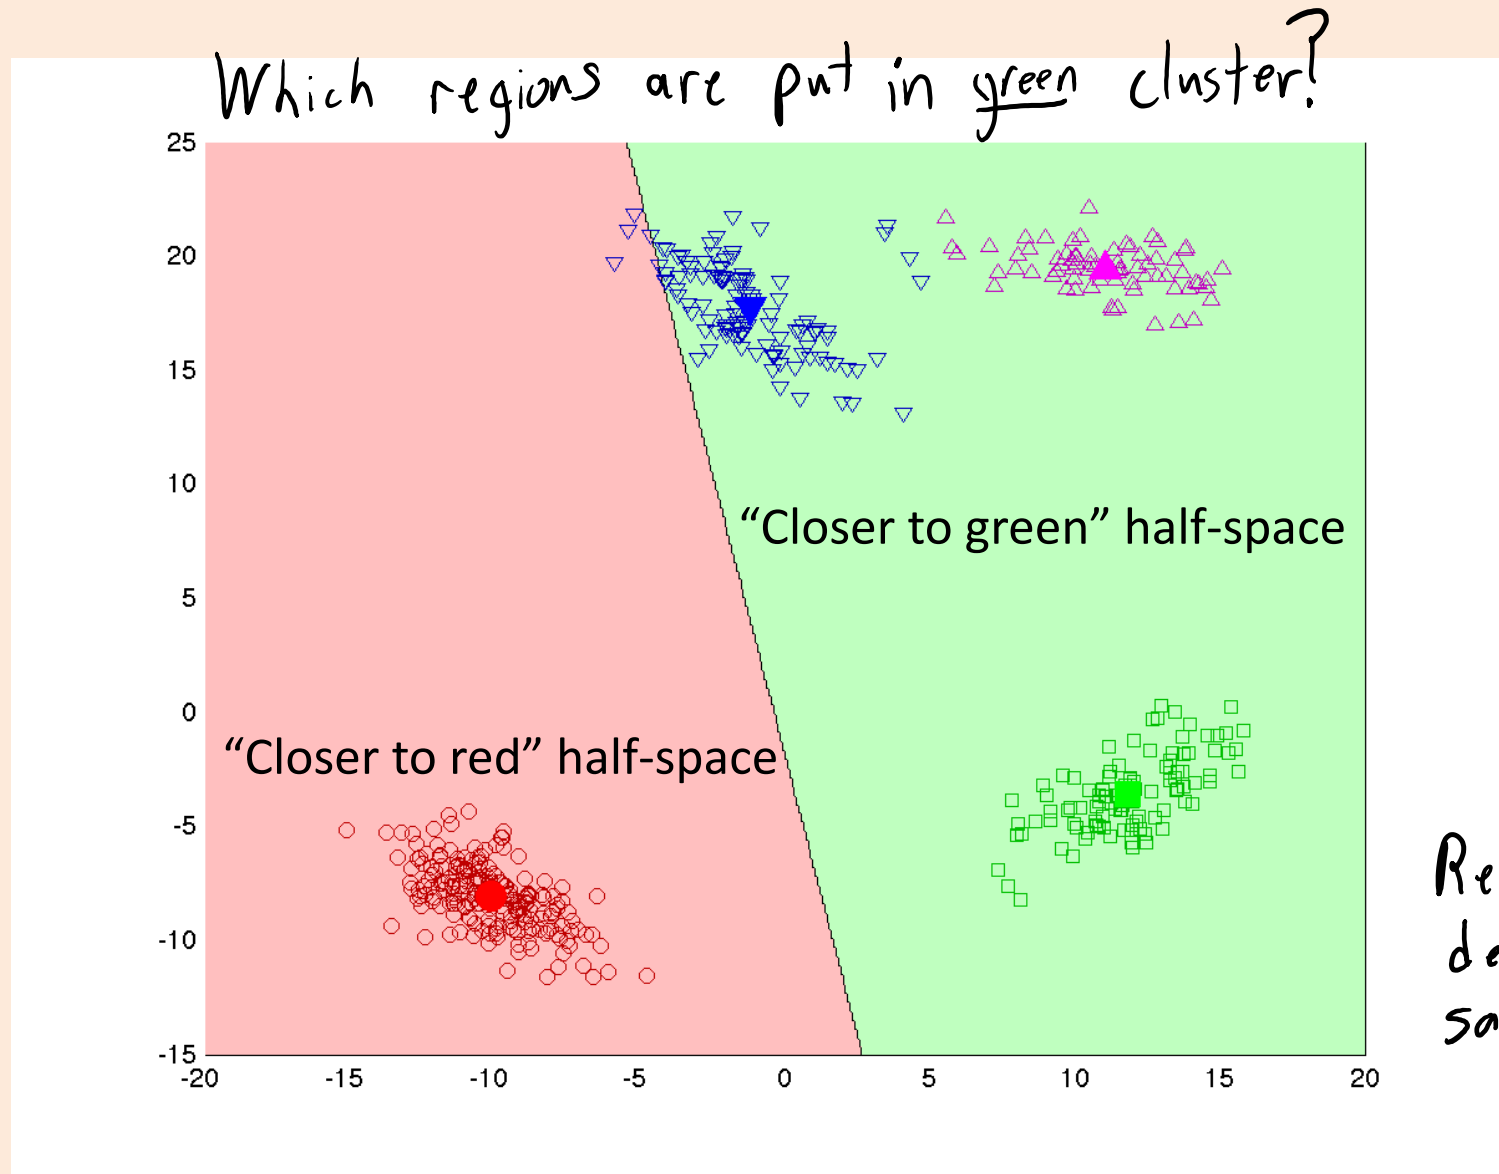 Which regions are put in green cluster?
25
20
15
10
5
0
-5
-10
-15
“Closer to green” half-space
“Closer to red” half-space
-20 -15 -10 -5 0 5 10 15 20